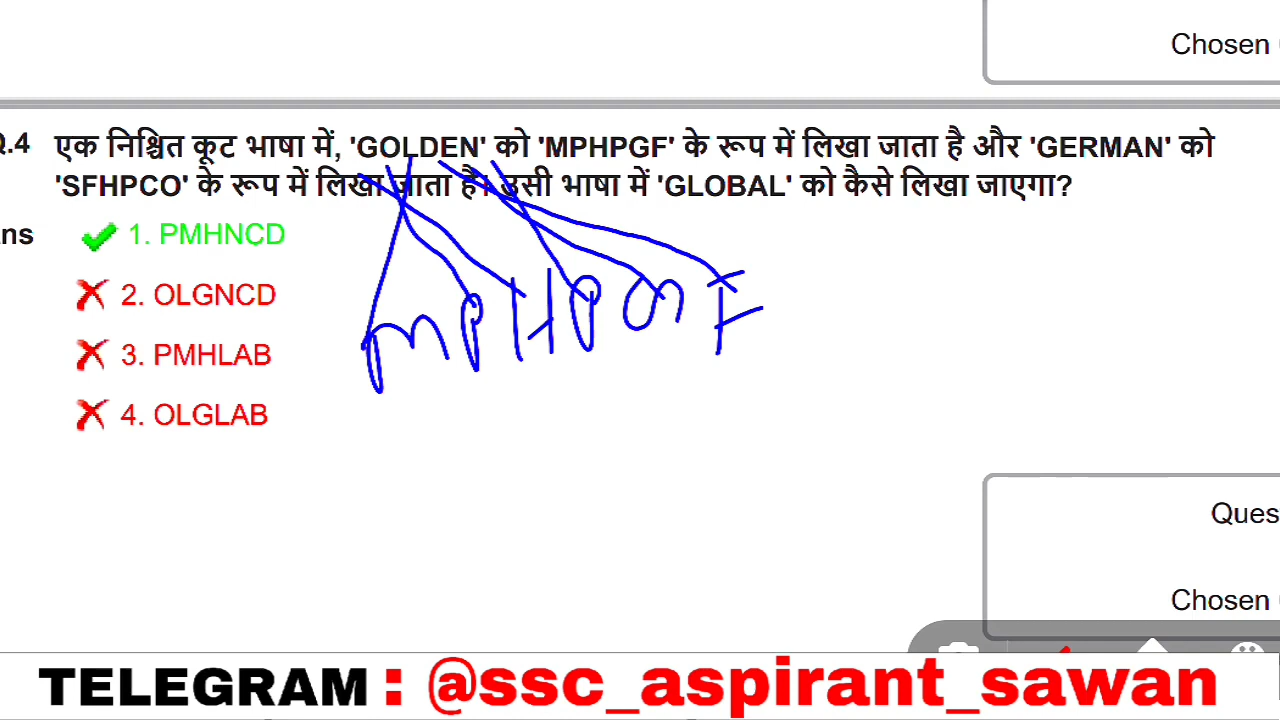 Chosen
Q.4 एक निश्चित कूट भाषा में, 'GOLDEN' को 'MPHPGF' के रूप में लिखा जाता है और 'GERMAN' को
'SFHPCO' के रूप में लिखा जाता है। उसी भाषा में 'GLOBAL' को कैसे लिखा जाएगा?
ns 1. PMHNCD
2. OLGNCD
3. PMHLAB
4. OLGLAB
MPHPGF
Ques
Chosen
TELEGRAM : @ssc_aspirant_sawan